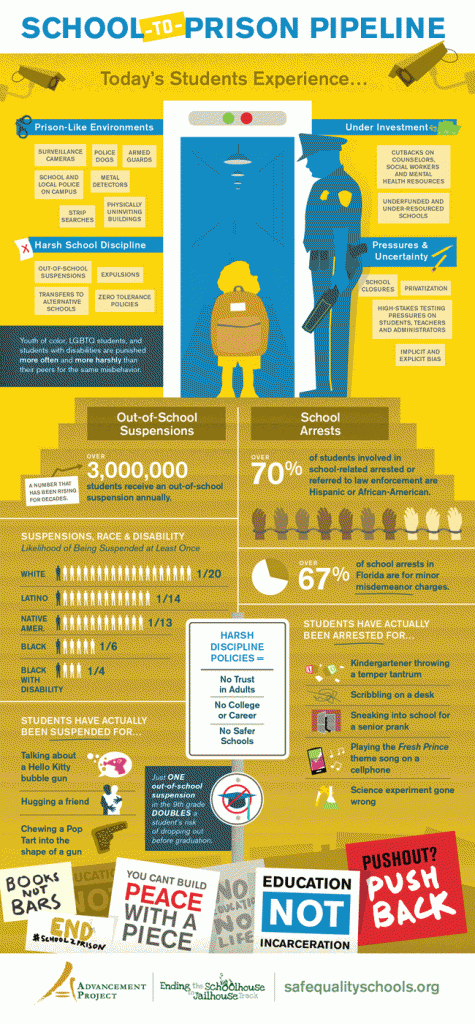 SCHOOL-TO-PRISON PIPELINE
Today's Students Experience...
Prison-Like Environments
SURVEILLANCE
CAMERAS
POLICE
DOGS
ARMED
GUARDS
SCHOOL AND
LOCAL POLICE
ON CAMPUS
METAL
DETECTORS
STRIP
SEARCHES
PHYSICALLY
UNINVITING
BUILDINGS
Under Investment
CUTBACKS ON
COUNSELORS,
SOCIAL WORKERS
AND MENTAL
HEALTH RESOURCES
UNDERFUNDED AND
UNDER-RESOURCED
SCHOOLS
Harsh School Discipline
OUT-OF-SCHOOL
SUSPENSIONS
EXPULSIONS
TRANSFERS TO
ALTERNATIVE
SCHOOLS
ZERO TOLERANCE
POLICIES
Pressures &
Uncertainty
SCHOOL
CLOSURES
PRIVATIZATION
HIGH-STAKES TESTING
PRESSURES ON
STUDENTS, TEACHERS
AND ADMINISTRATORS
IMPLICIT AND
EXPLICIT BIAS
Youth of color, LGBTQ students, and
students with disabilities are punished
more often and more harshly than
their peers for the same misbehavior.
Out-of-School
Suspensions
OVER
3,000,000
students receive an out-of-school
suspension annually.
A NUMBER THAT
HAS BEEN RISING
FOR DECADES.
School
Arrests
OVER
70%
of students involved in
school-related arrested or
referred to law enforcement are
Hispanic or African-American.
SUSPENSIONS, RACE & DISABILITY
Likelihood of Being Suspended at Least Once
WHITE 1/20
LATINO 1/14
NATIVE
AMER. 1/13
BLACK 1/6
BLACK
WITH
DISABILITY 1/4
OVER
67%
of school arrests in
Florida are for minor
misdemeanor charges.
HARSH
DISCIPLINE
POLICIES =
No Trust
in Adults
No College
or Career
No Safer
Schools
STUDENTS HAVE ACTUALLY
BEEN ARRESTED FOR...
Kindergartener throwing
a temper tantrum
Scribbling on a desk
Sneaking into school for
a senior prank
Playing the Fresh Prince
theme song on a
cellphone
Science experiment gone
wrong
STUDENTS HAVE ACTUALLY
BEEN SUSPENDED FOR...
Talking about
a Hello Kitty
bubble gun
Hugging a friend
Chewing a Pop
Tart into the
shape of a gun
Just ONE
out-of-school
suspension
in the 9th grade
DOUBLES a
student's risk
of dropping out
before graduation.
BOOKS
NOT
BARS
END
#SCHOOL2PRISON
EDUCATION
NOT
YOU CANT BUILD
PEACE
WITH A
PIECE
NO
EDUCATION
NO
LIFE
EDUCATION
NOT
INCARCERATION
PUSHOUT?
PUSH
BACK
ADVANCEMENT
PROJECT
Ending the Schoolhouse
to Jailhouse Track
safequalityschools.org